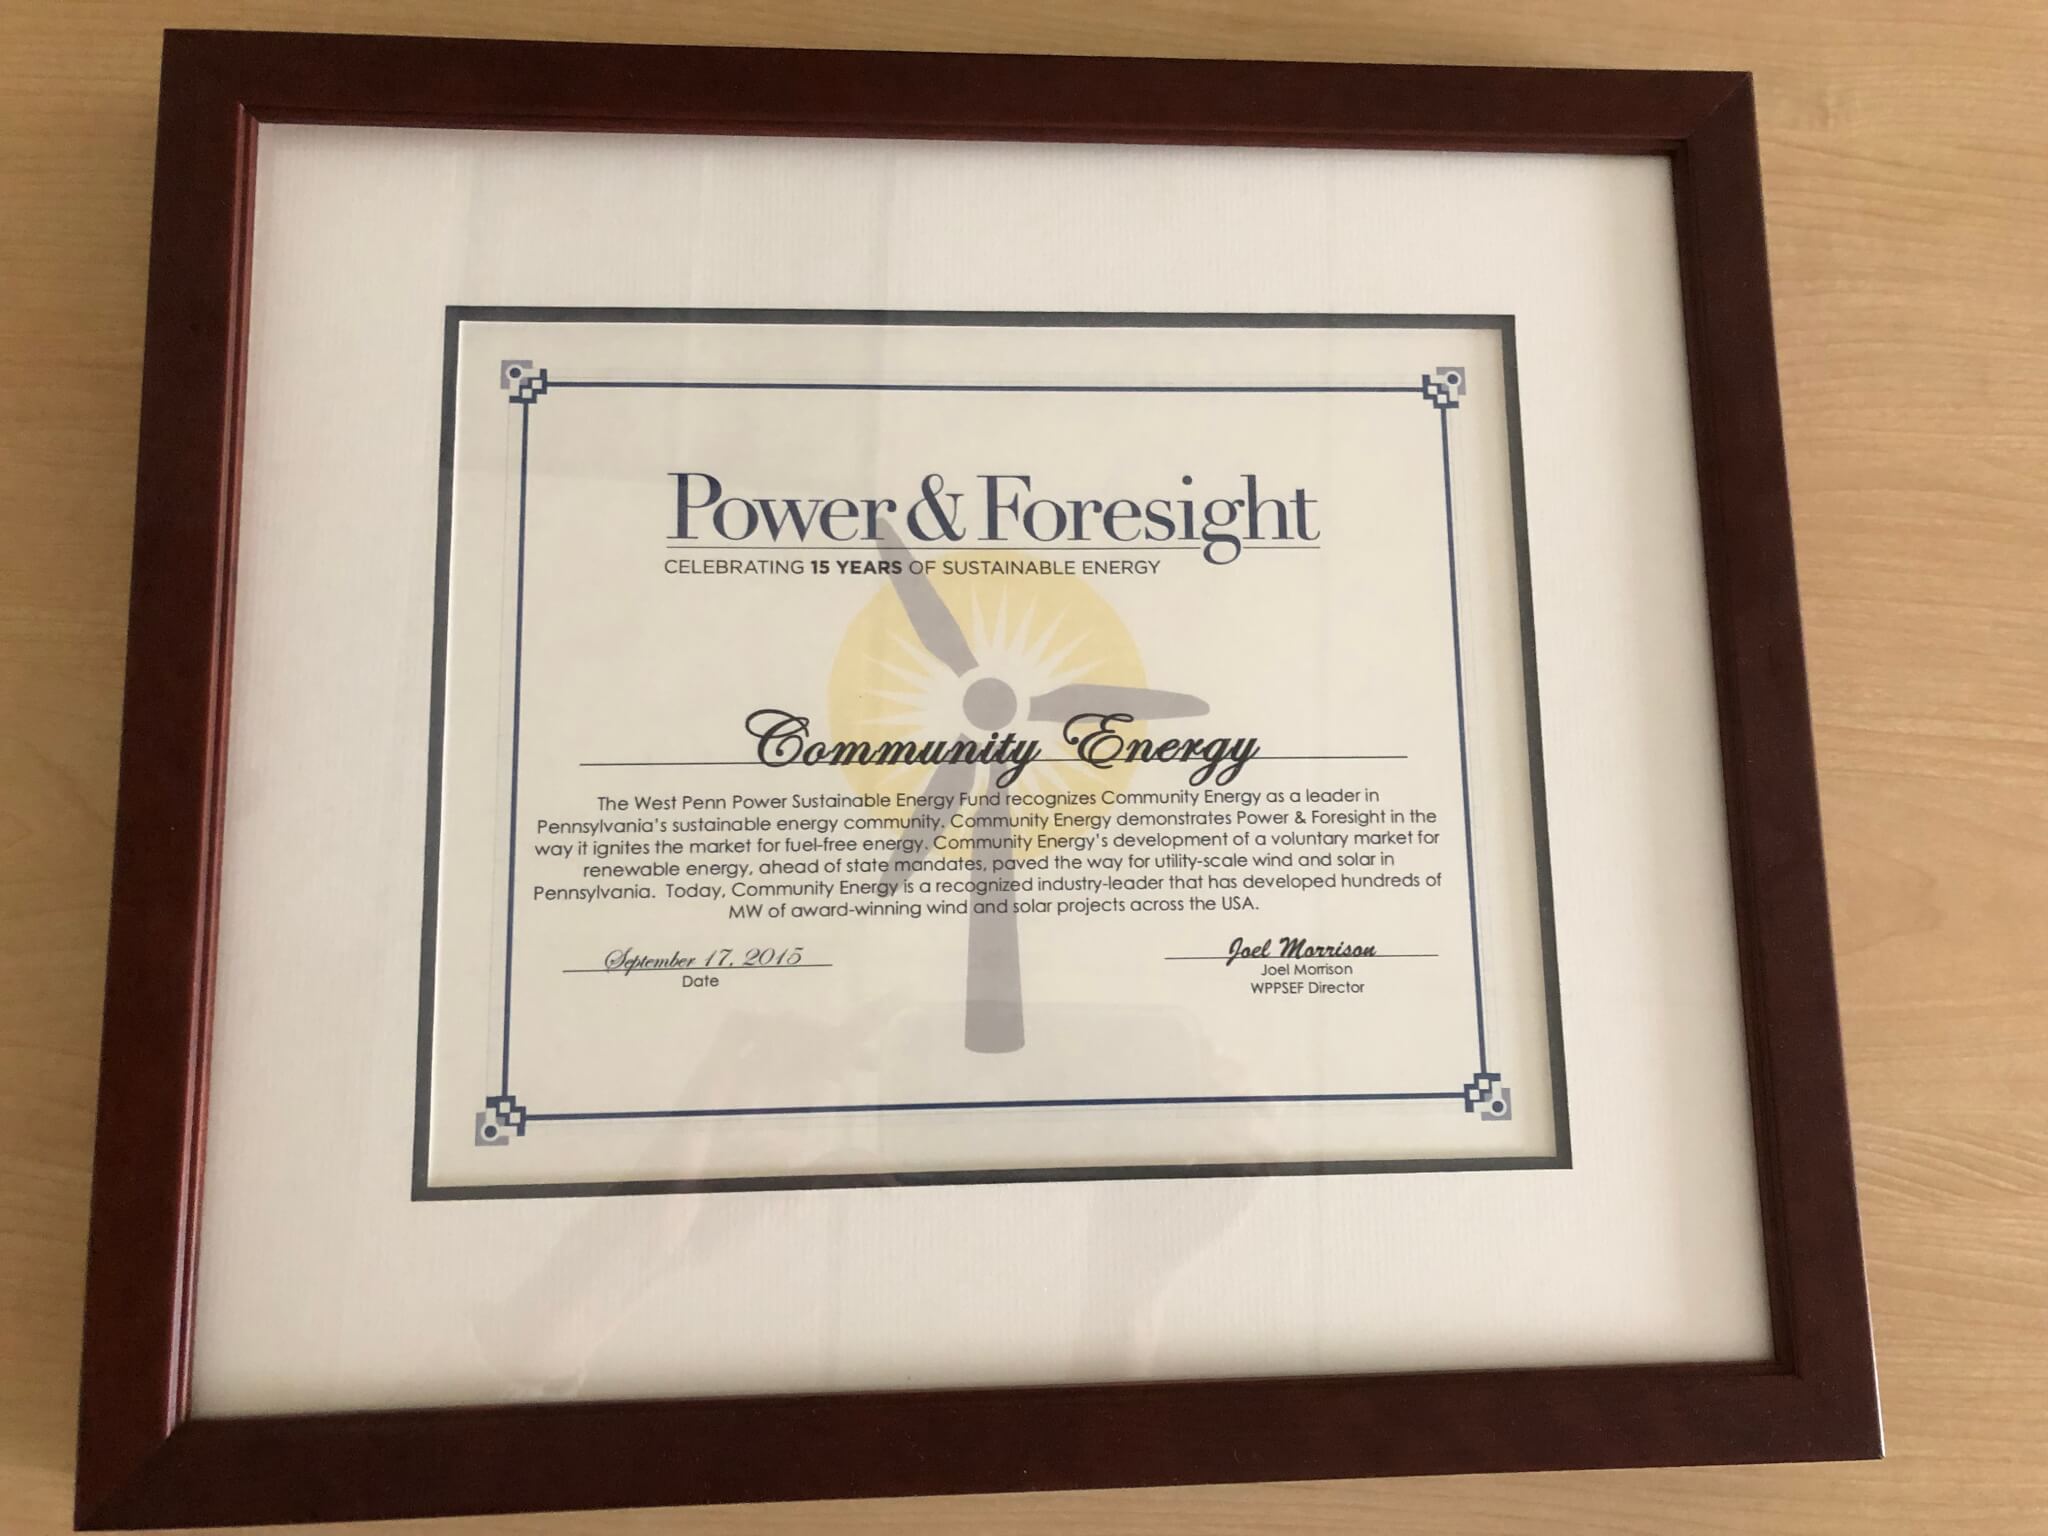 Power & Foresight
CELEBRATING 15 YEARS OF SUSTAINABLE ENERGY
Community Energy
The West Penn Power Sustainable Energy Fund recognizes Community Energy as a leader in
Pennsylvania's sustainable energy community. Community Energy demonstrates Power & Foresight in the
way it ignites the market for fuel-free energy. Community Energy's development of a voluntary market for
renewable energy, ahead of state mandates, paved the way for utility-scale wind and solar in
Pennsylvania. Today, Community Energy is a recognized industry-leader that has developed hundreds of
MW of award-winning wind and solar projects across the USA.
September 17, 2015
Date
Joel Morrison
Joel Morrison
WPPSEF Director